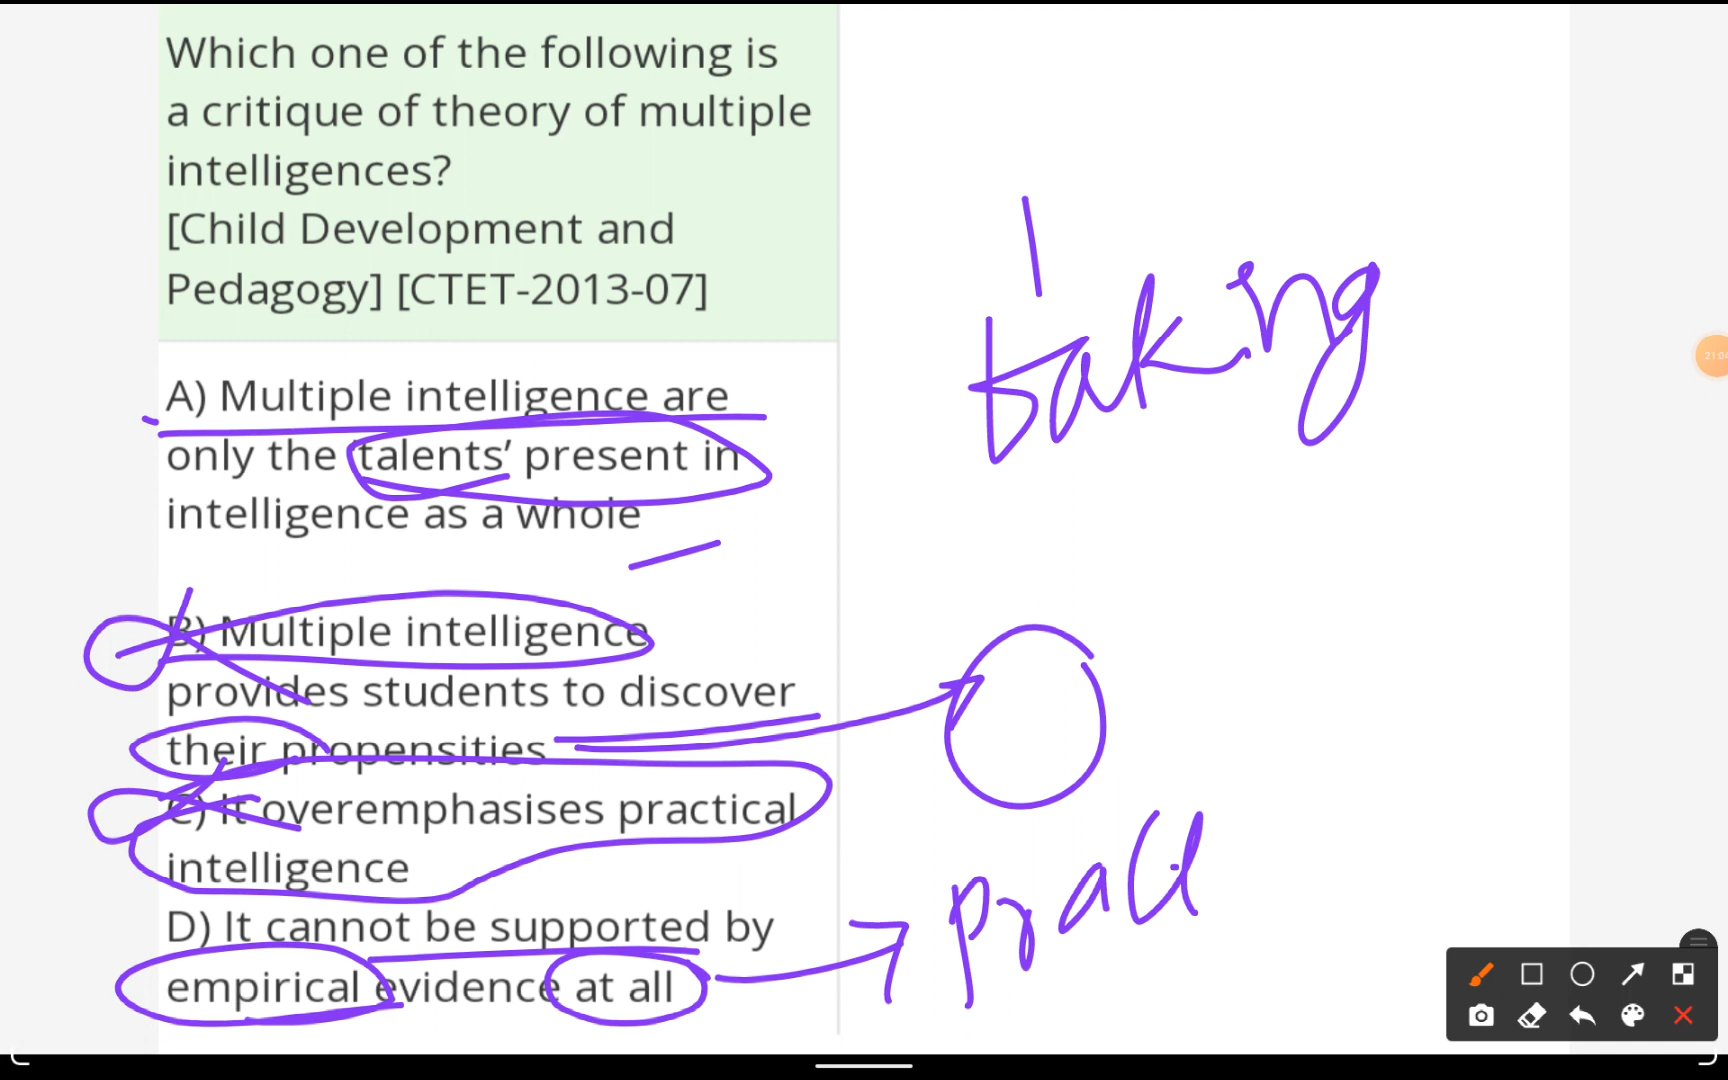 Which one of the following is
a critique of theory of multiple
intelligences?
[Child Development and
Pedagogy] [CTET-2013-07]
A) Multiple intelligence are
only the 'talents' present in
intelligence as a whole
B) Multiple intelligence
provides students to discover
their propensities
C) It overemphasises practical
intelligence
D) It cannot be supported by
empirical evidence at all
taking
21:04